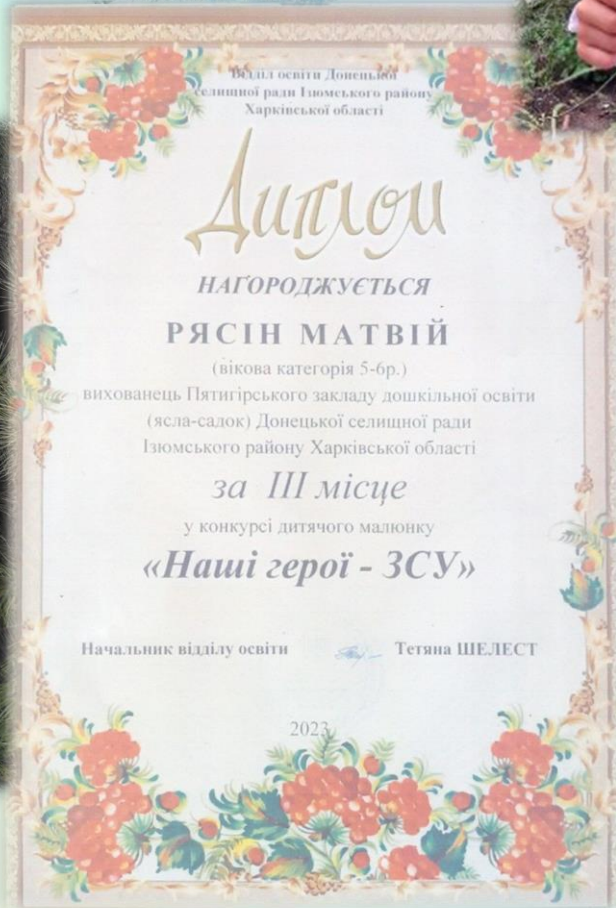 Відділ освіти Донецької
селищної ради Ізюмського району
Харківської області
Диплом
НАГОРОДЖУЄТЬСЯ
РЯСІН МАТВІЙ
(вікова категорія 5-6р.)
вихованець Пятигірського закладу дошкільної освіти
(ясла-садок) Донецької селищної ради
Ізюмського району Харківської області
за III місце
у конкурсі дитячого малюнку
«Наші герої - ЗСУ»
Начальник відділу освіти Тетяна ШЕЛЕСТ
2023